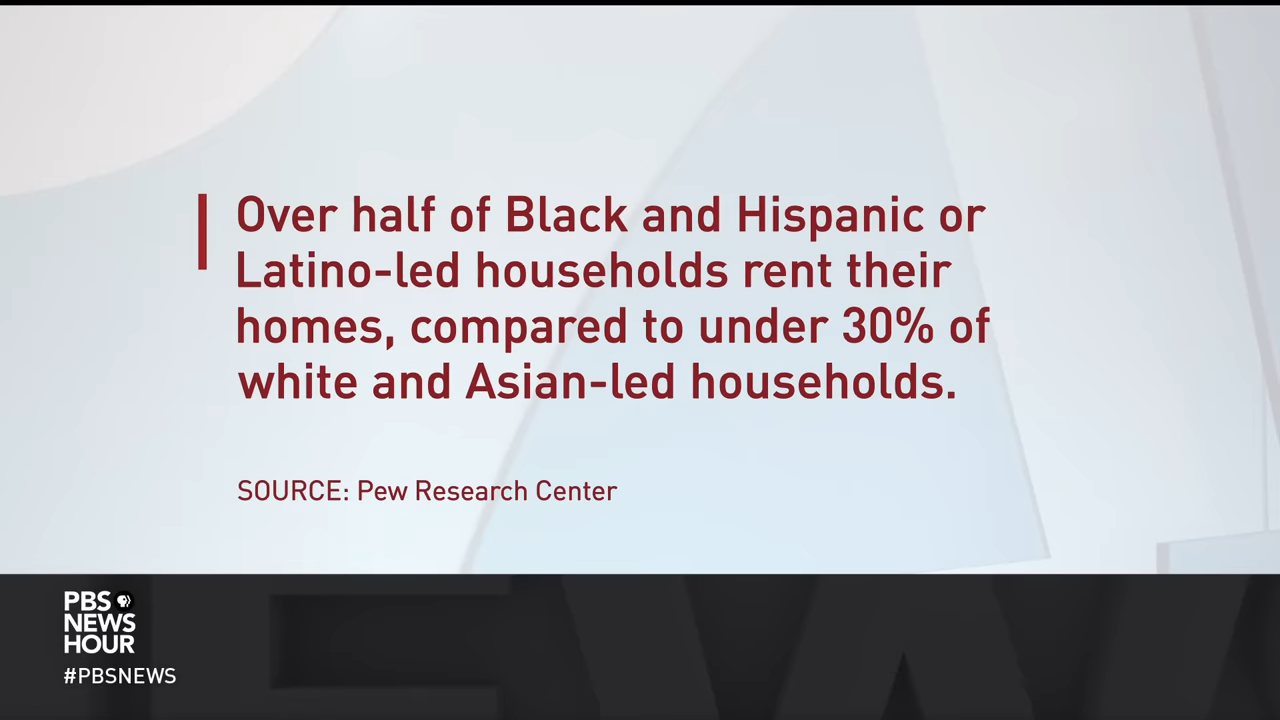 Over half of Black and Hispanic or
Latino-led households rent their
homes, compared to under 30% of
white and Asian-led households.
SOURCE: Pew Research Center
PBS
NEWS
HOUR
#PBSNEWS